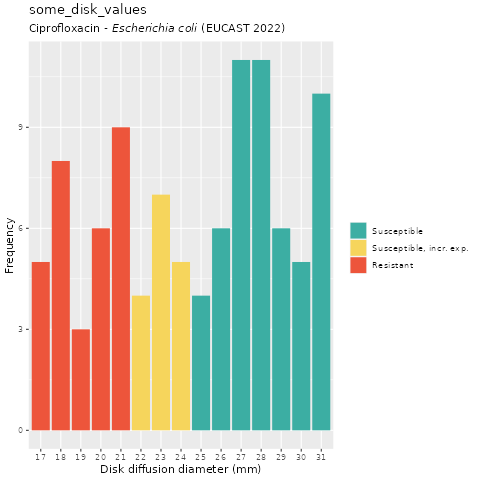 some_disk_values
Ciprofloxacin - Escherichia coli (EUCAST 2022)
Frequency
9
6
3
0
17 18 19 20 21 22 23 24 25 26 27 28 29 30 31
Disk diffusion diameter (mm)
Susceptible
Susceptible, incr. exp.
Resistant